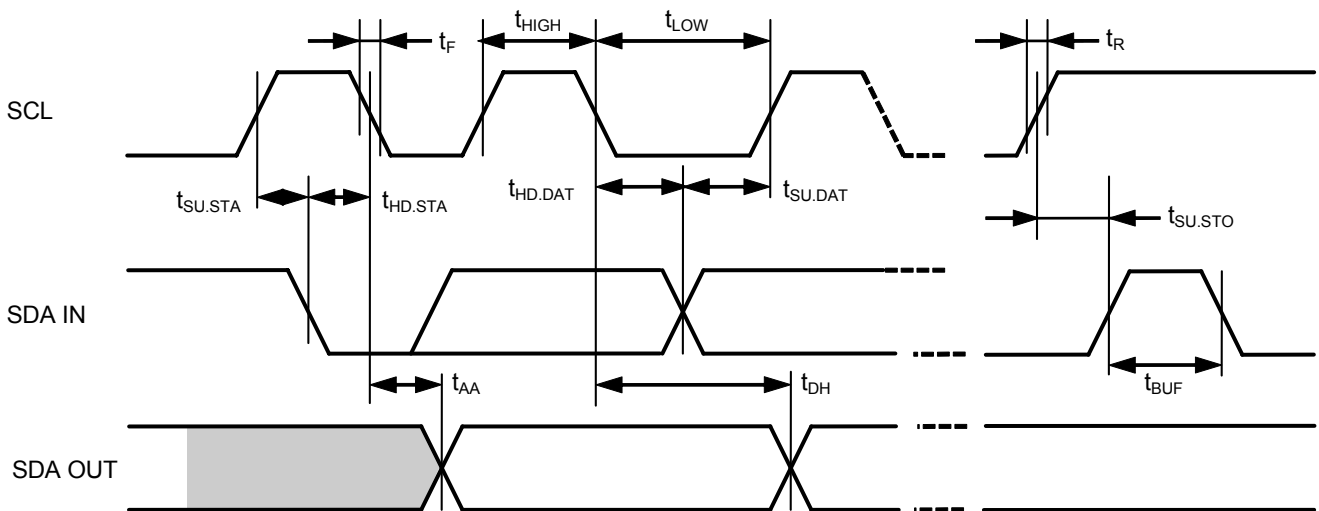 tF
tHIGH
tLOW
tR
SCL
tSU.STA
tHD.STA
tHD.DAT
tSU.DAT
tSU.STO
SDA IN
tAA
tDH
tBUF
SDA OUT